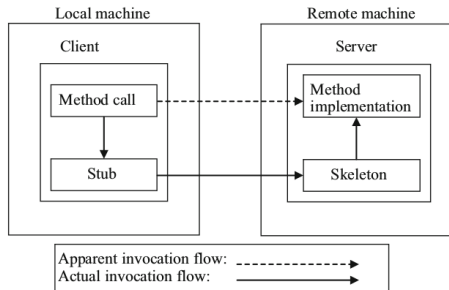 Local machine
Remote machine
Client
Server
Method call
Method
implementation
Stub
Skeleton
Apparent invocation flow:
Actual invocation flow: